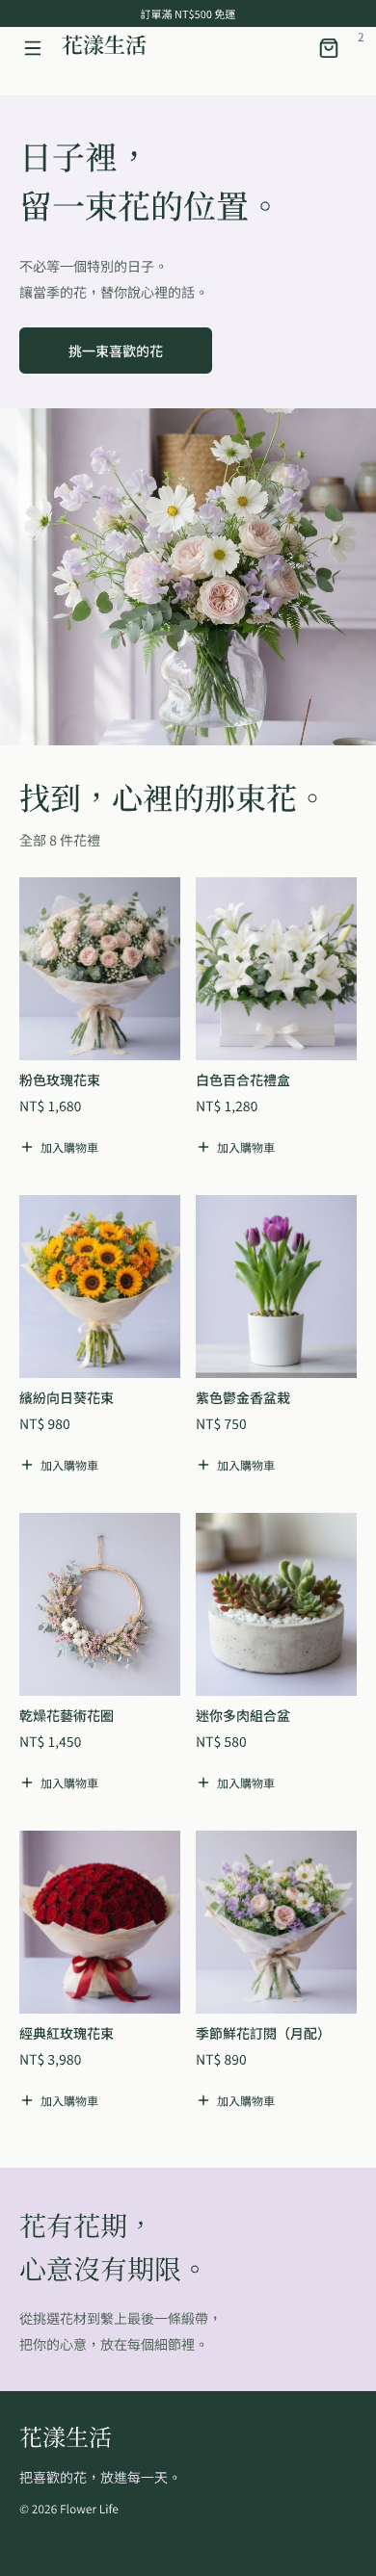 訂單滿 NT$500 免運
花漾生活
2
日子裡，
留一束花的位置。
不必等一個特別的日子。
讓當季的花，替你說心裡的話。
挑一束喜歡的花
找到，心裡的那束花。
全部 8 件花禮
粉色玫瑰花束
NT$ 1,680
加入購物車
白色百合花禮盒
NT$ 1,280
加入購物車
繽紛向日葵花束
NT$ 980
加入購物車
紫色鬱金香盆栽
NT$ 750
加入購物車
乾燥花藝術花圈
NT$ 1,450
加入購物車
迷你多肉組合盆
NT$ 580
加入購物車
經典紅玫瑰花束
NT$ 3,980
加入購物車
季節鮮花訂閱（月配）
NT$ 890
加入購物車
花有花期，
心意沒有期限。
從挑選花材到繫上最後一條緞帶，
把你的心意，放在每個細節裡。
花漾生活
把喜歡的花，放進每一天。
© 2026 Flower Life